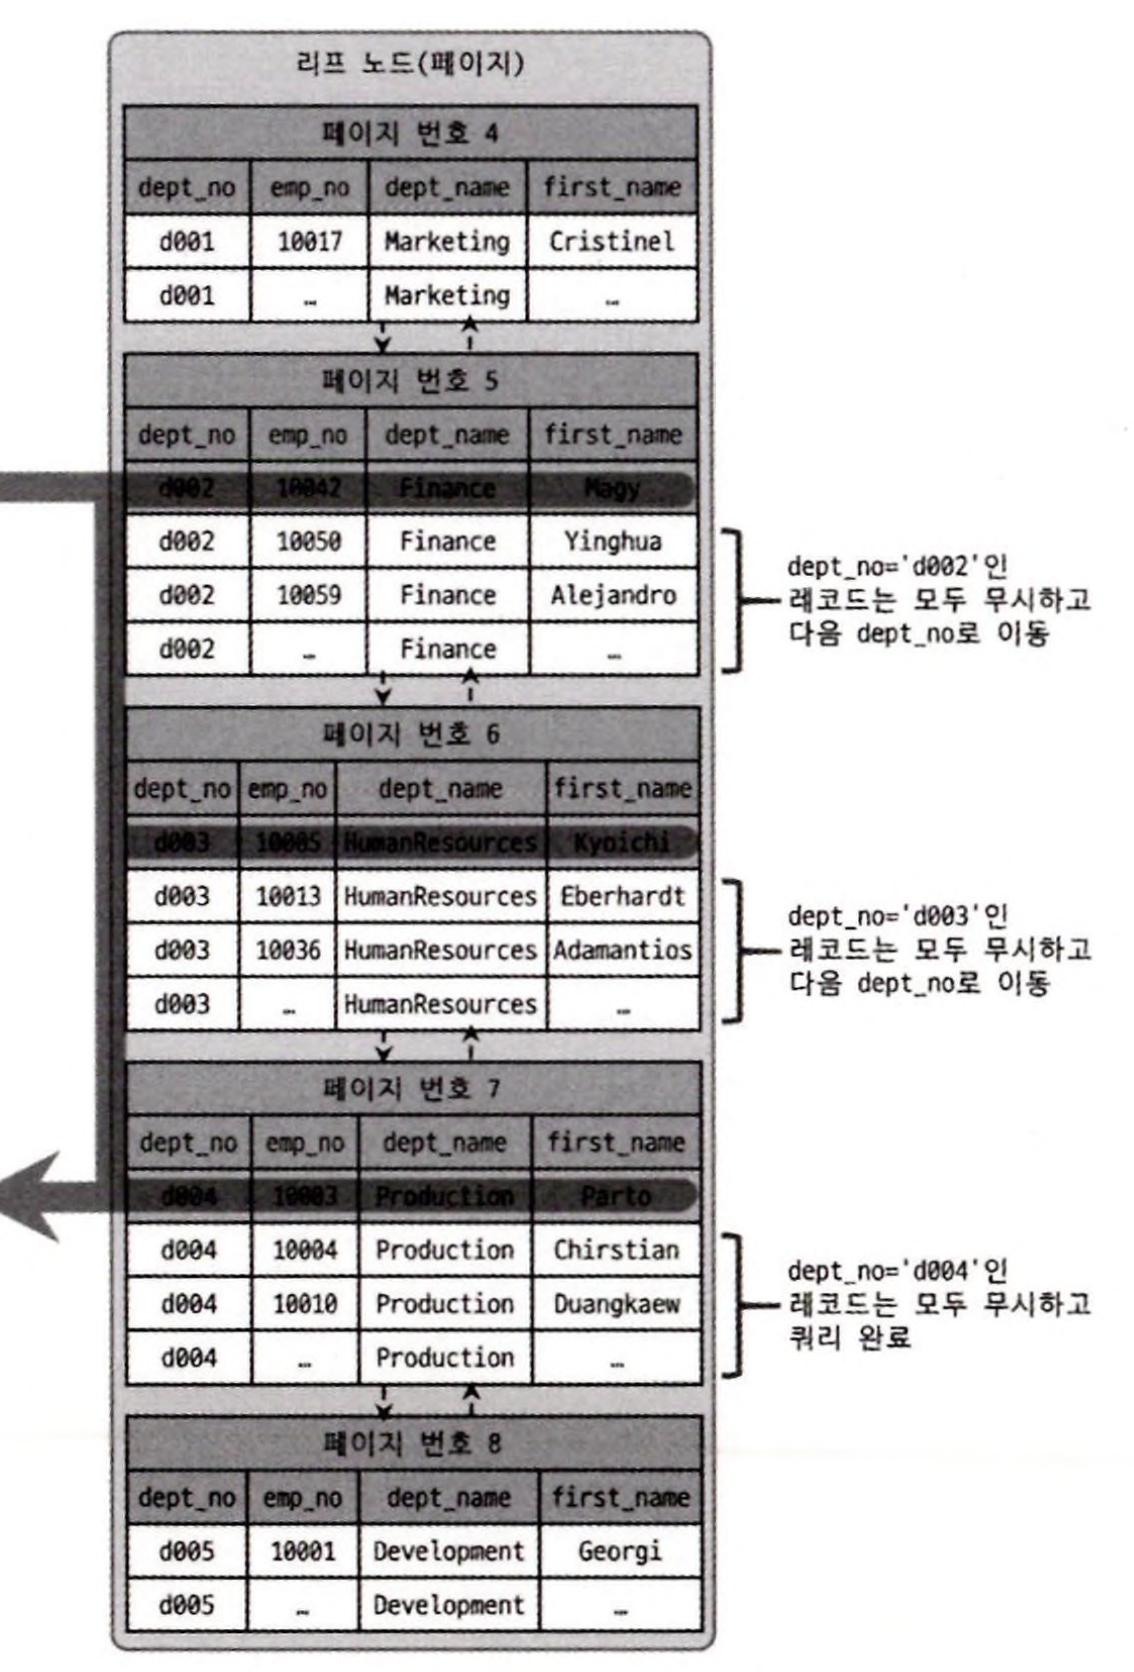 리프 노드(페이지)
페이지 번호 4
dept_no emp_no dept_name first_name
d001 10017 Marketing Cristinel
d001 … Marketing …
페이지 번호 5
dept_no emp_no dept_name first_name
d002 10042 Finance Magy
d002 10050 Finance Yinghua
d002 10059 Finance Alejandro
d002 … Finance …
dept_no='d002'인
레코드는 모두 무시하고
다음 dept_no로 이동
페이지 번호 6
dept_no emp_no dept_name first_name
d003 10005 HumanResources Kyoichi
d003 10013 HumanResources Eberhardt
d003 10036 HumanResources Adamantios
d003 … HumanResources …
dept_no='d003'인
레코드는 모두 무시하고
다음 dept_no로 이동
페이지 번호 7
dept_no emp_no dept_name first_name
d004 10003 Production Parto
d004 10004 Production Chirstian
d004 10010 Production Duangkaew
d004 … Production …
dept_no='d004'인
레코드는 모두 무시하고
쿼리 완료
페이지 번호 8
dept_no emp_no dept_name first_name
d005 10001 Development Georgi
d005 … Development …